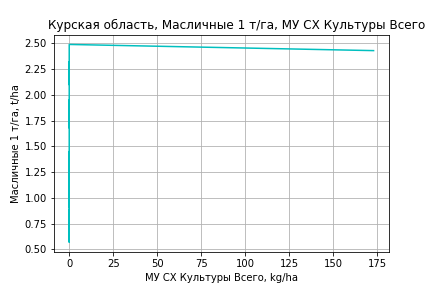 Курская область, Масличные 1 т/га, МУ СХ Культуры Всего
2.50
2.25
2.00
1.75
1.50
1.25
1.00
0.75
0.50
Масличные 1 т/га, t/ha
0 25 50 75 100 125 150 175
МУ СХ Культуры Всего, kg/ha